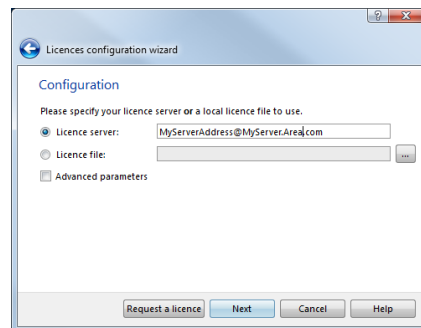 Licences configuration wizard
Configuration
Please specify your licence server or a local licence file to use.
Licence server: MyServerAddress@MyServer.Area.com
Licence file: ...
Advanced parameters
Request a licence Next Cancel Help